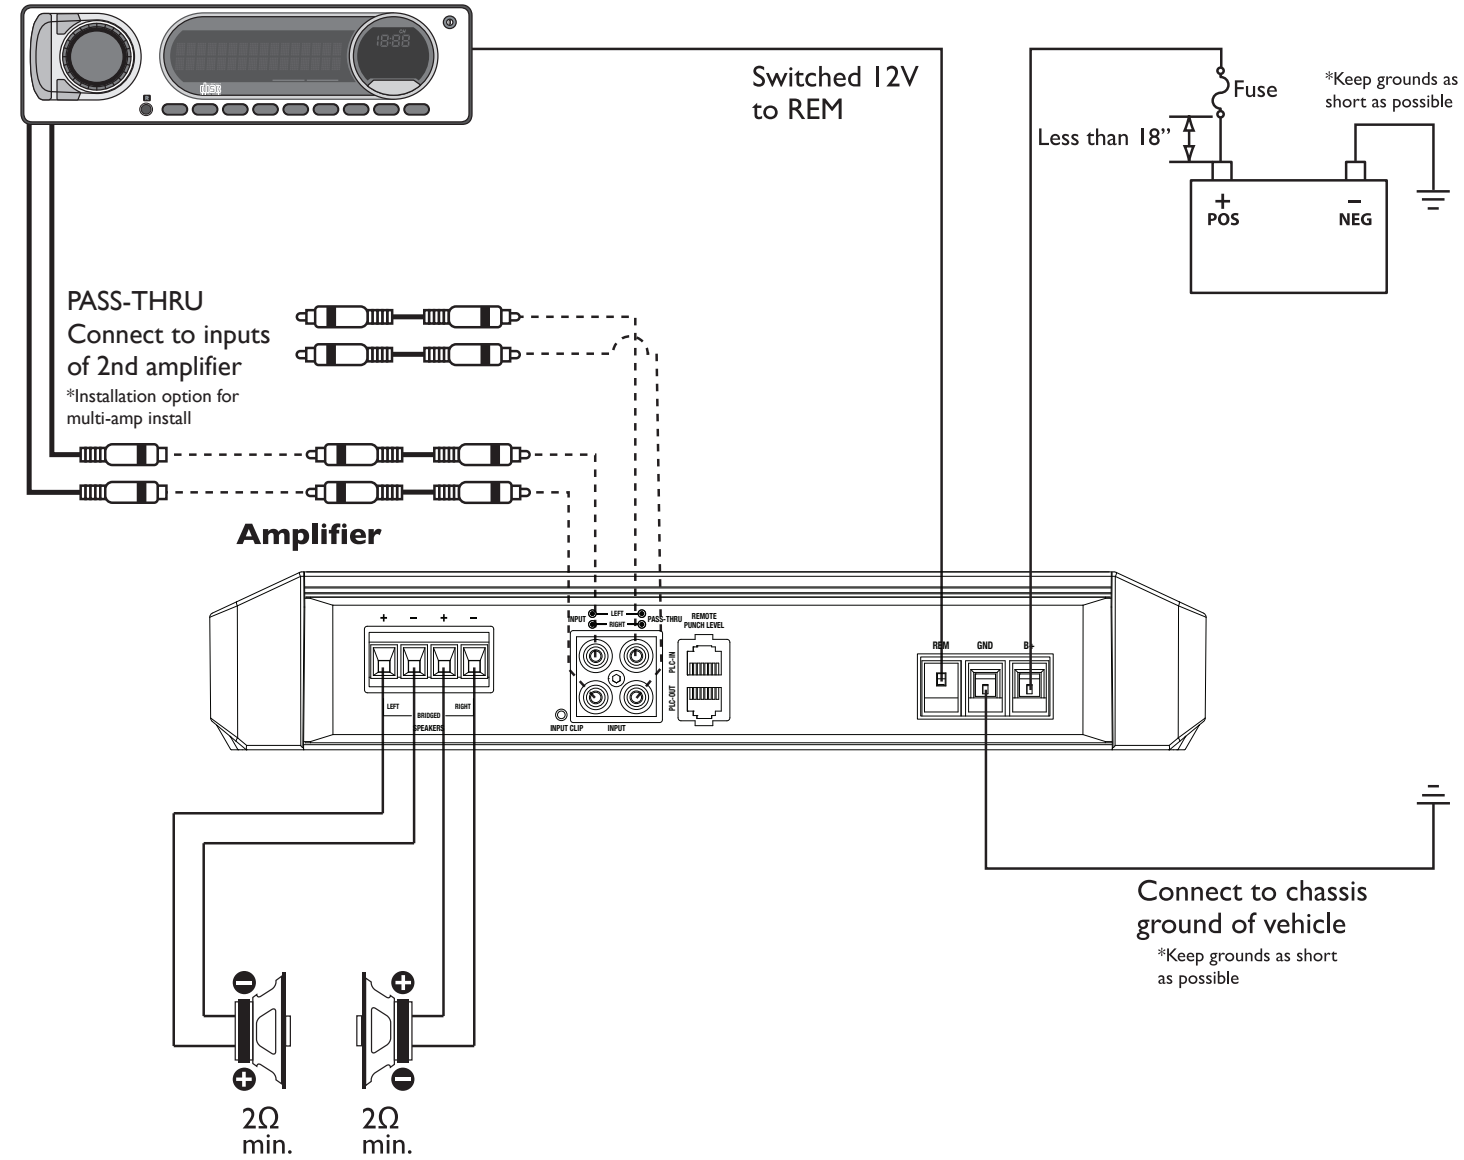 CH
18:88
Switched 12V
to REM
Fuse
*Keep grounds as
short as possible
Less than 18”
+
POS
–
NEG
PASS-THRU
Connect to inputs
of 2nd amplifier
*Installation option for
multi-amp install
Amplifier
+ – + –
INPUT
LEFT
RIGHT
PASS-THRU
REMOTE
PUNCH LEVEL
PLC-IN
PLC-OUT
REM
GND
B+
LEFT
BRIDGED
RIGHT
SPEAKERS
INPUT CLIP
INPUT
Connect to chassis
ground of vehicle
*Keep grounds as short
as possible
– +
+ –
2Ω
min.
2Ω
min.